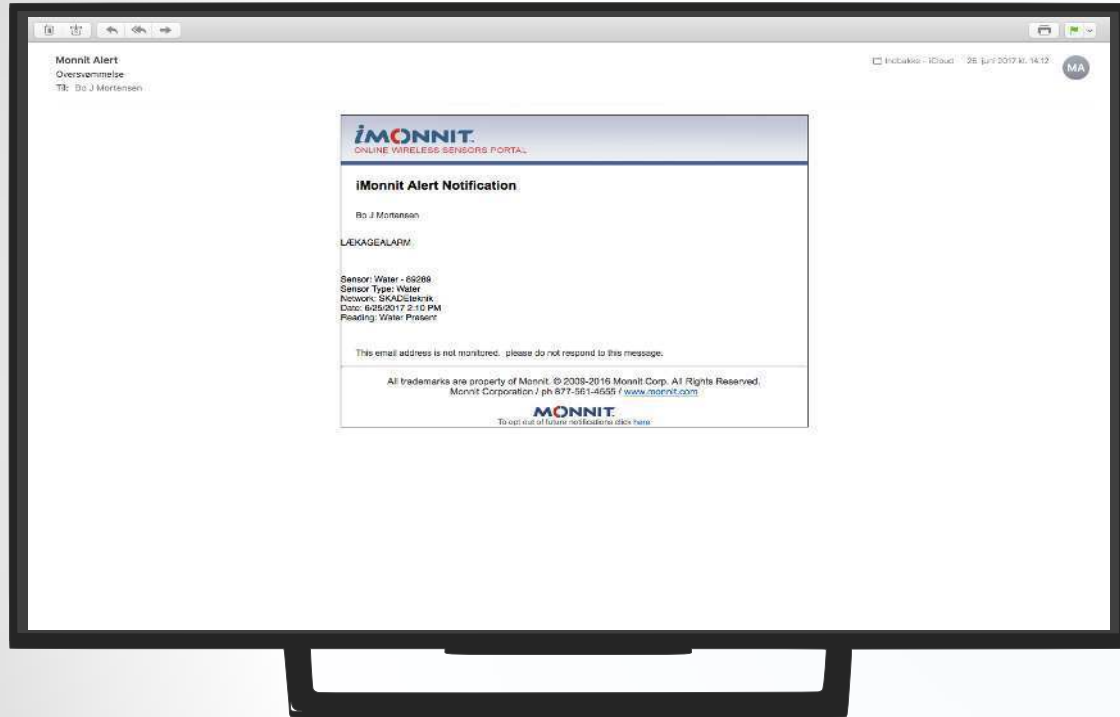 Monnit Alert
Oversvømmelse
Til: Bo J Mortensen
Indbakke - iCloud 26. juni 2017 kl. 14.12
MA
iMONNIT
ONLINE WIRELESS SENSORS PORTAL
iMonnit Alert Notification
Bo J Mortensen
LÆKAGEALARM
Sensor: Water - 69289
Sensor Type: Water
Network: SKADEteknik
Date: 6/25/2017 2:10 PM
Reading: Water Present
This email address is not monitored. please do not respond to this message.
All trademarks are property of Monnit. © 2009-2016 Monnit Corp. All Rights Reserved.
Monnit Corporation / ph 877-561-4555 / www.monnit.com
MONNIT
To opt out of future notifications click here